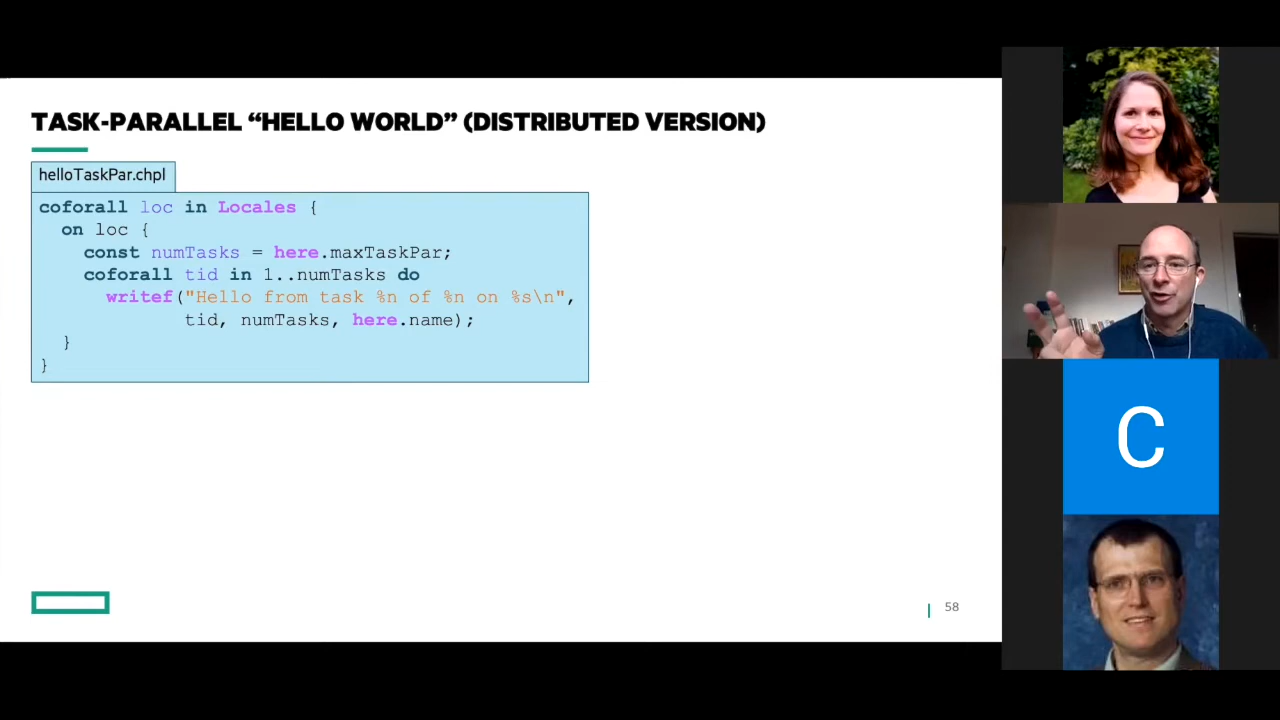 TASK-PARALLEL “HELLO WORLD” (DISTRIBUTED VERSION)
helloTaskPar.chpl
coforall loc in Locales {
  on loc {
    const numTasks = here.maxTaskPar;
    coforall tid in 1..numTasks do
      writef("Hello from task %n of %n on %s\n",
             tid, numTasks, here.name);
  }
}
58
C